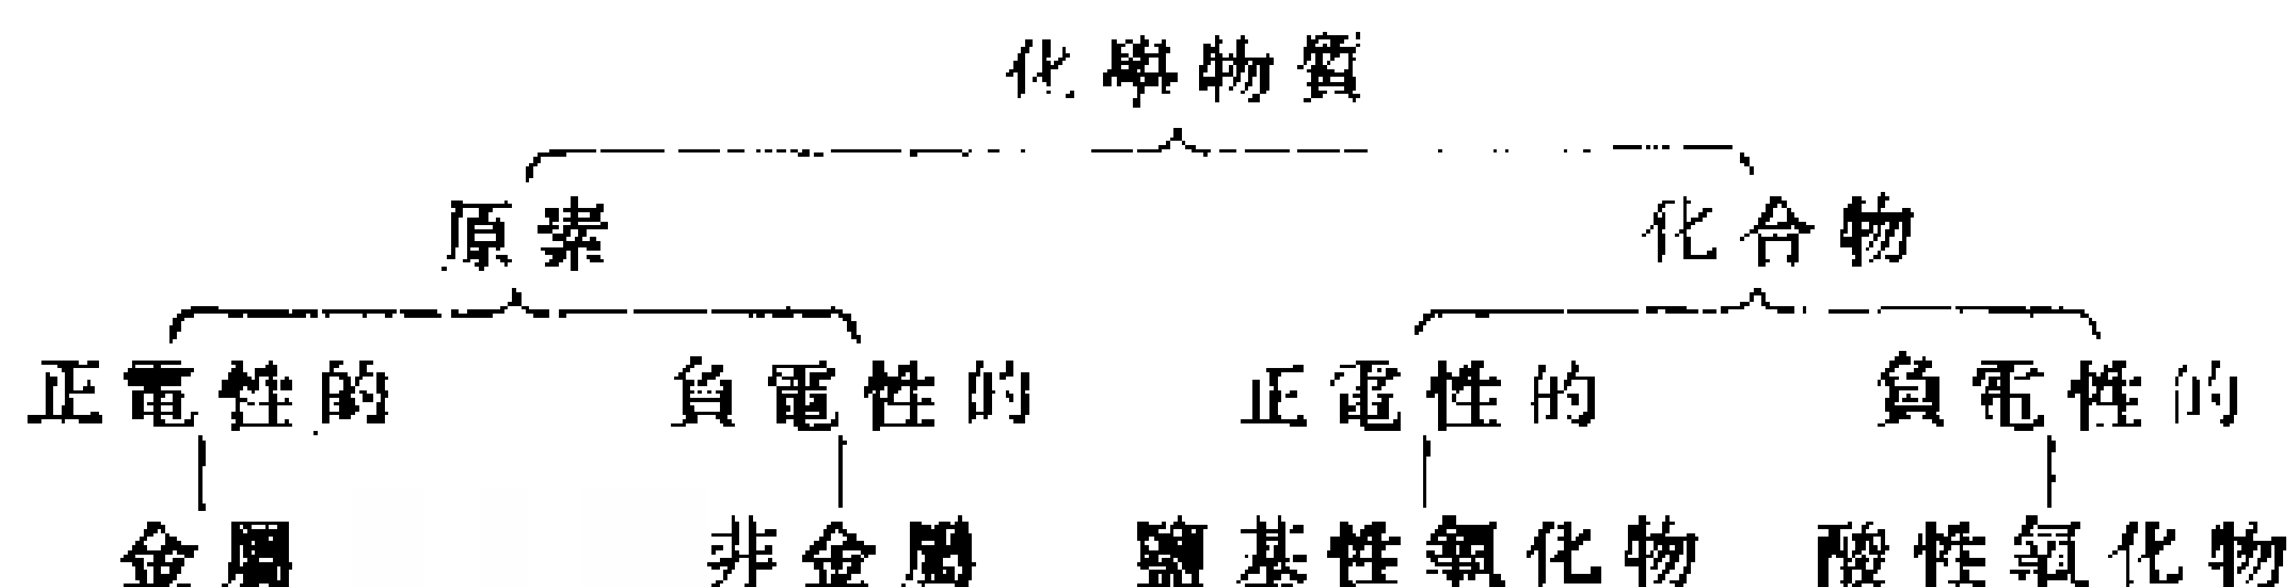 化學物質
原素 化合物
正電性的 負電性的 正電性的 負電性的
金屬 非金屬 鹽基性氧化物 酸性氧化物